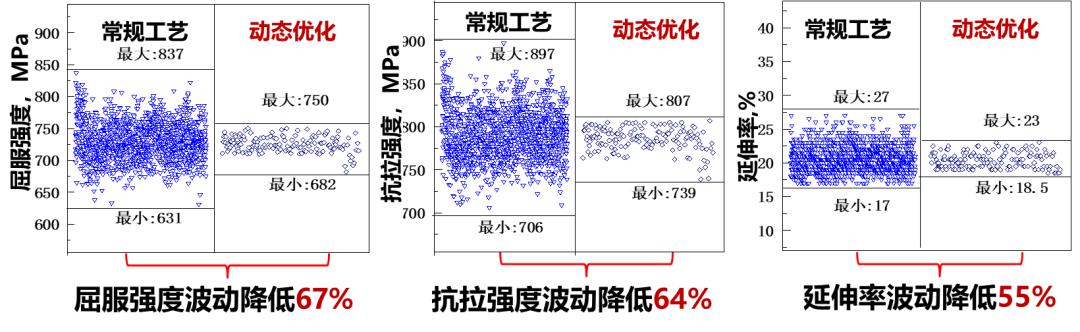 屈服强度，MPa
900
850
800
750
700
650
600
常规工艺
动态优化
最大:837
最大:750
最小:682
最小:631
屈服强度波动降低67%
抗拉强度，MPa
900
850
800
750
700
常规工艺
动态优化
最大:897
最大:807
最小:739
最小:706
抗拉强度波动降低64%
延伸率,%
40
35
30
25
20
15
10
常规工艺
动态优化
最大:27
最大:23
最小:18.5
最小:17
延伸率波动降低55%